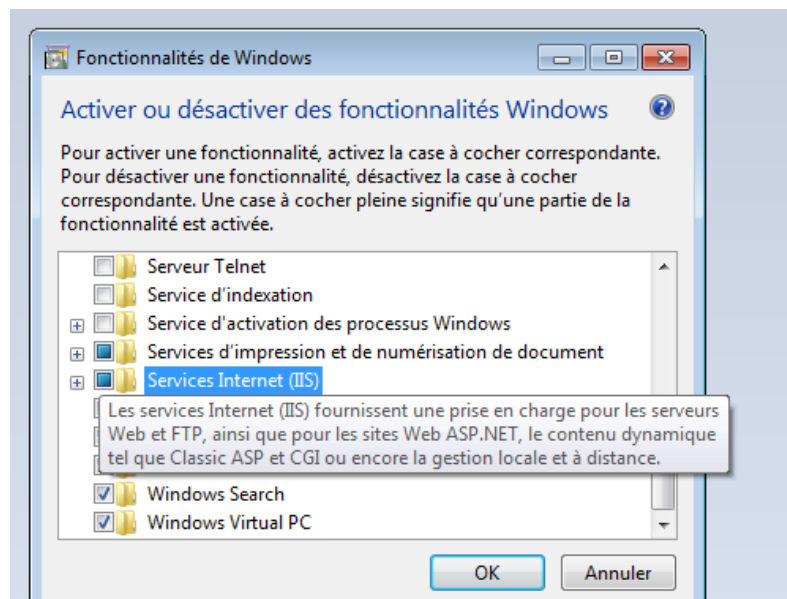 Fonctionnalités de Windows
Activer ou désactiver des fonctionnalités Windows
Pour activer une fonctionnalité, activez la case à cocher correspondante.
Pour désactiver une fonctionnalité, désactivez la case à cocher
correspondante. Une case à cocher pleine signifie qu'une partie de la
fonctionnalité est activée.
Serveur Telnet
Service d'indexation
Service d'activation des processus Windows
Services d'impression et de numérisation de document
Services Internet (IIS)
Les services Internet (IIS) fournissent une prise en charge pour les serveurs
Web et FTP, ainsi que pour les sites Web ASP.NET, le contenu dynamique
tel que Classic ASP et CGI ou encore la gestion locale et à distance.
Windows Search
Windows Virtual PC
OK
Annuler